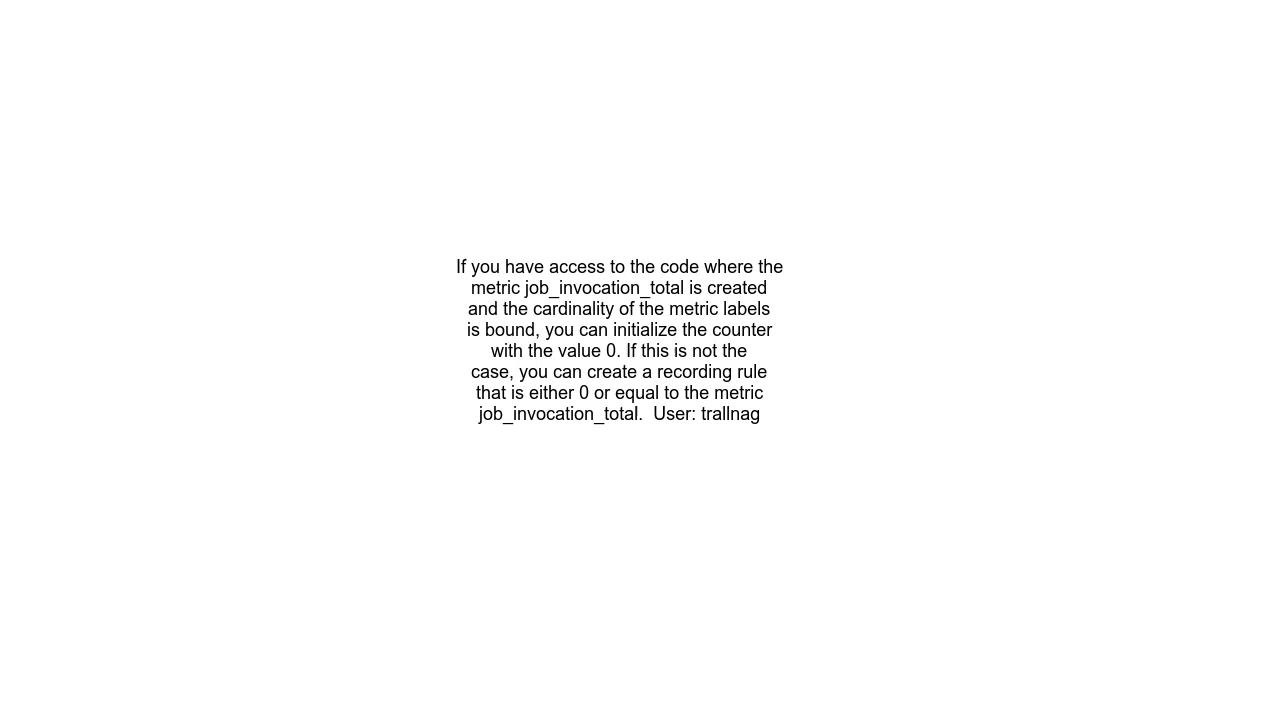 If you have access to the code where the
metric job_invocation_total is created
and the cardinality of the metric labels
is bound, you can initialize the counter
with the value 0. If this is not the
case, you can create a recording rule
that is either 0 or equal to the metric
job_invocation_total.  User: trallnag